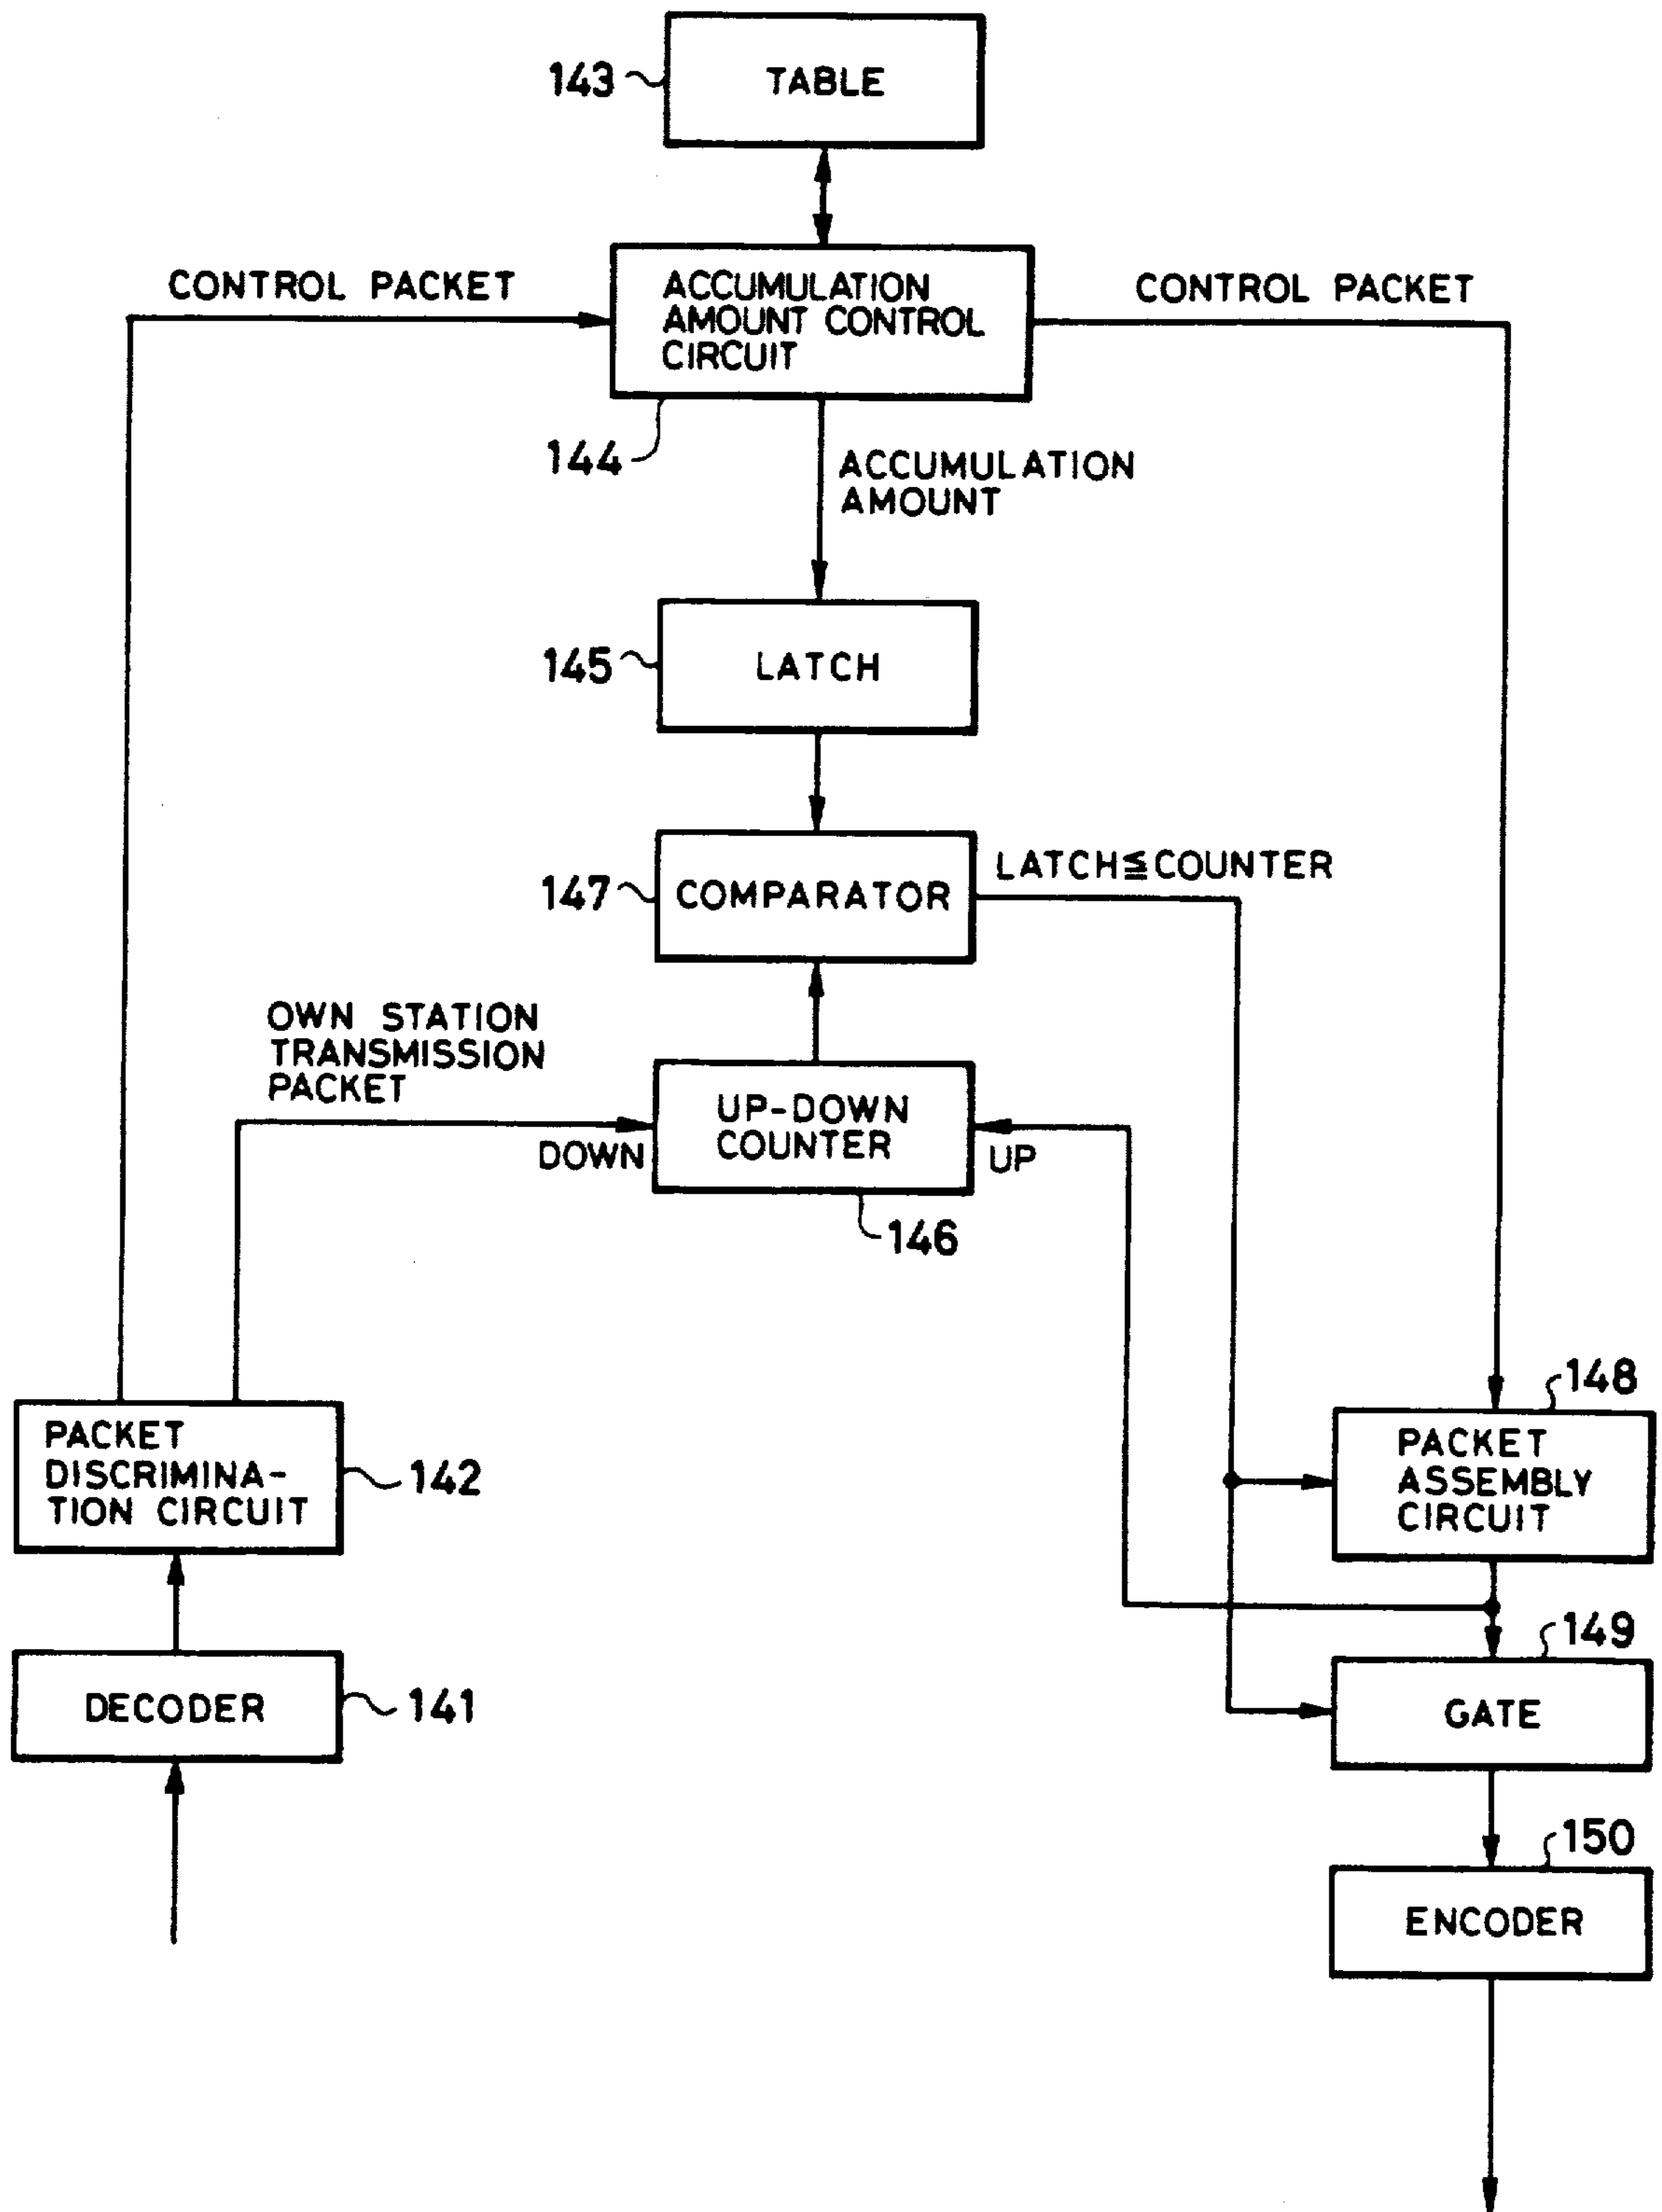 143
TABLE
CONTROL PACKET
ACCUMULATION
AMOUNT CONTROL
CIRCUIT
CONTROL PACKET
144
ACCUMULATION
AMOUNT
145
LATCH
147
COMPARATOR
LATCH≦COUNTER
OWN STATION
TRANSMISSION
PACKET
DOWN
UP-DOWN
COUNTER
UP
146
PACKET
DISCRIMINA-
TION CIRCUIT
142
148
PACKET
ASSEMBLY
CIRCUIT
DECODER
141
149
GATE
150
ENCODER